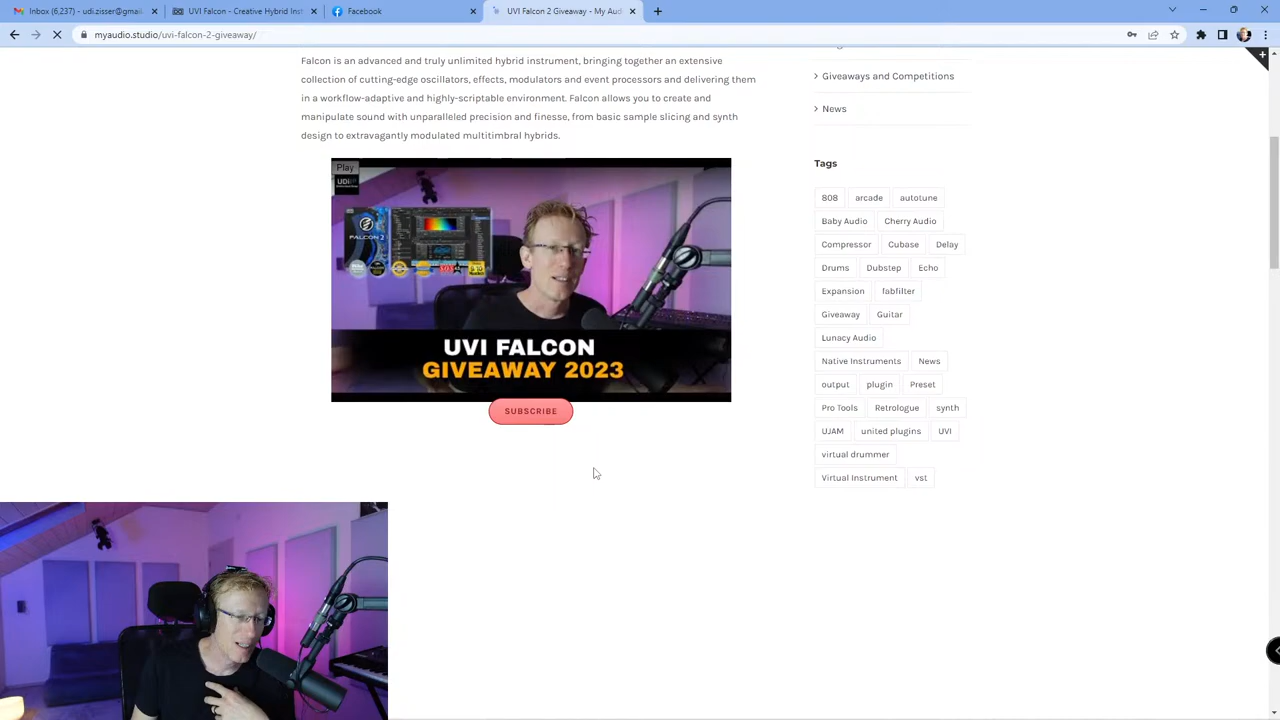 Inbox (6,237) - udi.zisser@gmail
UVI Falcon - Creative Hybrid Inst
Facebook
UVI Falcon 2 Giveaway - My Aud
myaudio.studio/uvi-falcon-2-giveaway/
Falcon is an advanced and truly unlimited hybrid instrument, bringing together an extensive
collection of cutting-edge oscillators, effects, modulators and event processors and delivering them
in a workflow-adaptive and highly-scriptable environment. Falcon allows you to create and
manipulate sound with unparalleled precision and finesse, from basic sample slicing and synth
design to extravagantly modulated multitimbral hybrids.
Play
UDI
FALCON 2
UVI FALCON
GIVEAWAY 2023
SUBSCRIBE
Giveaways and Competitions
News
Tags
808 arcade autotune
Baby Audio Cherry Audio
Compressor Cubase Delay
Drums Dubstep Echo
Expansion fabfilter
Giveaway Guitar
Lunacy Audio
Native Instruments News
output plugin Preset
Pro Tools Retrologue synth
UJAM united plugins UVI
virtual drummer
Virtual Instrument vst